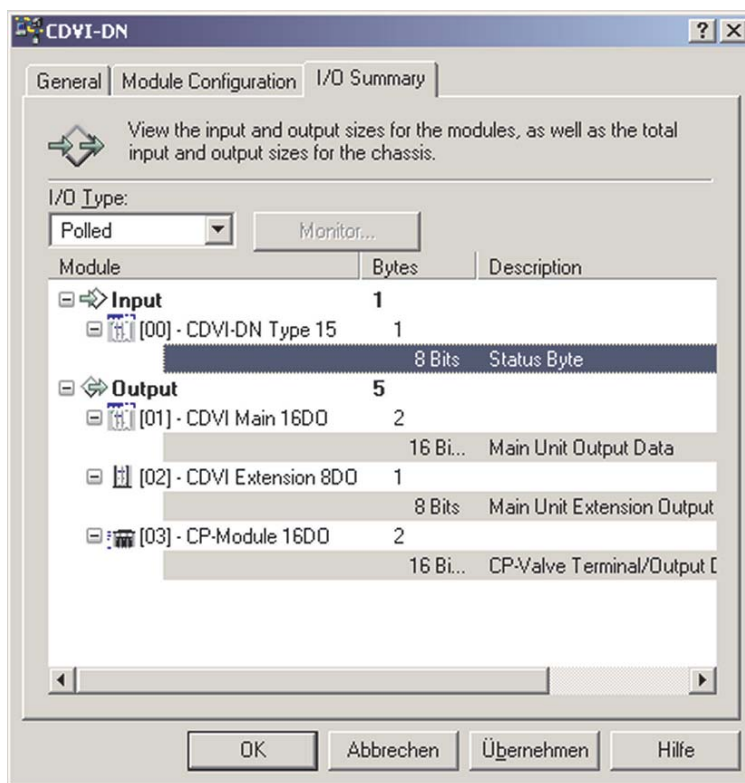 CDVI-DN
General Module Configuration I/O Summary
View the input and output sizes for the modules, as well as the total
input and output sizes for the chassis.
I/O Type:
Polled Monitor...
Module Bytes Description
Input 1
[00] - CDVI-DN Type 15 1
8 Bits Status Byte
Output 5
[01] - CDVI Main 16DO 2
16 Bi... Main Unit Output Data
[02] - CDVI Extension 8DO 1
8 Bits Main Unit Extension Output
[03] - CP-Module 16DO 2
16 Bi... CP-Valve Terminal/Output
OK Abbrechen Übernehmen Hilfe